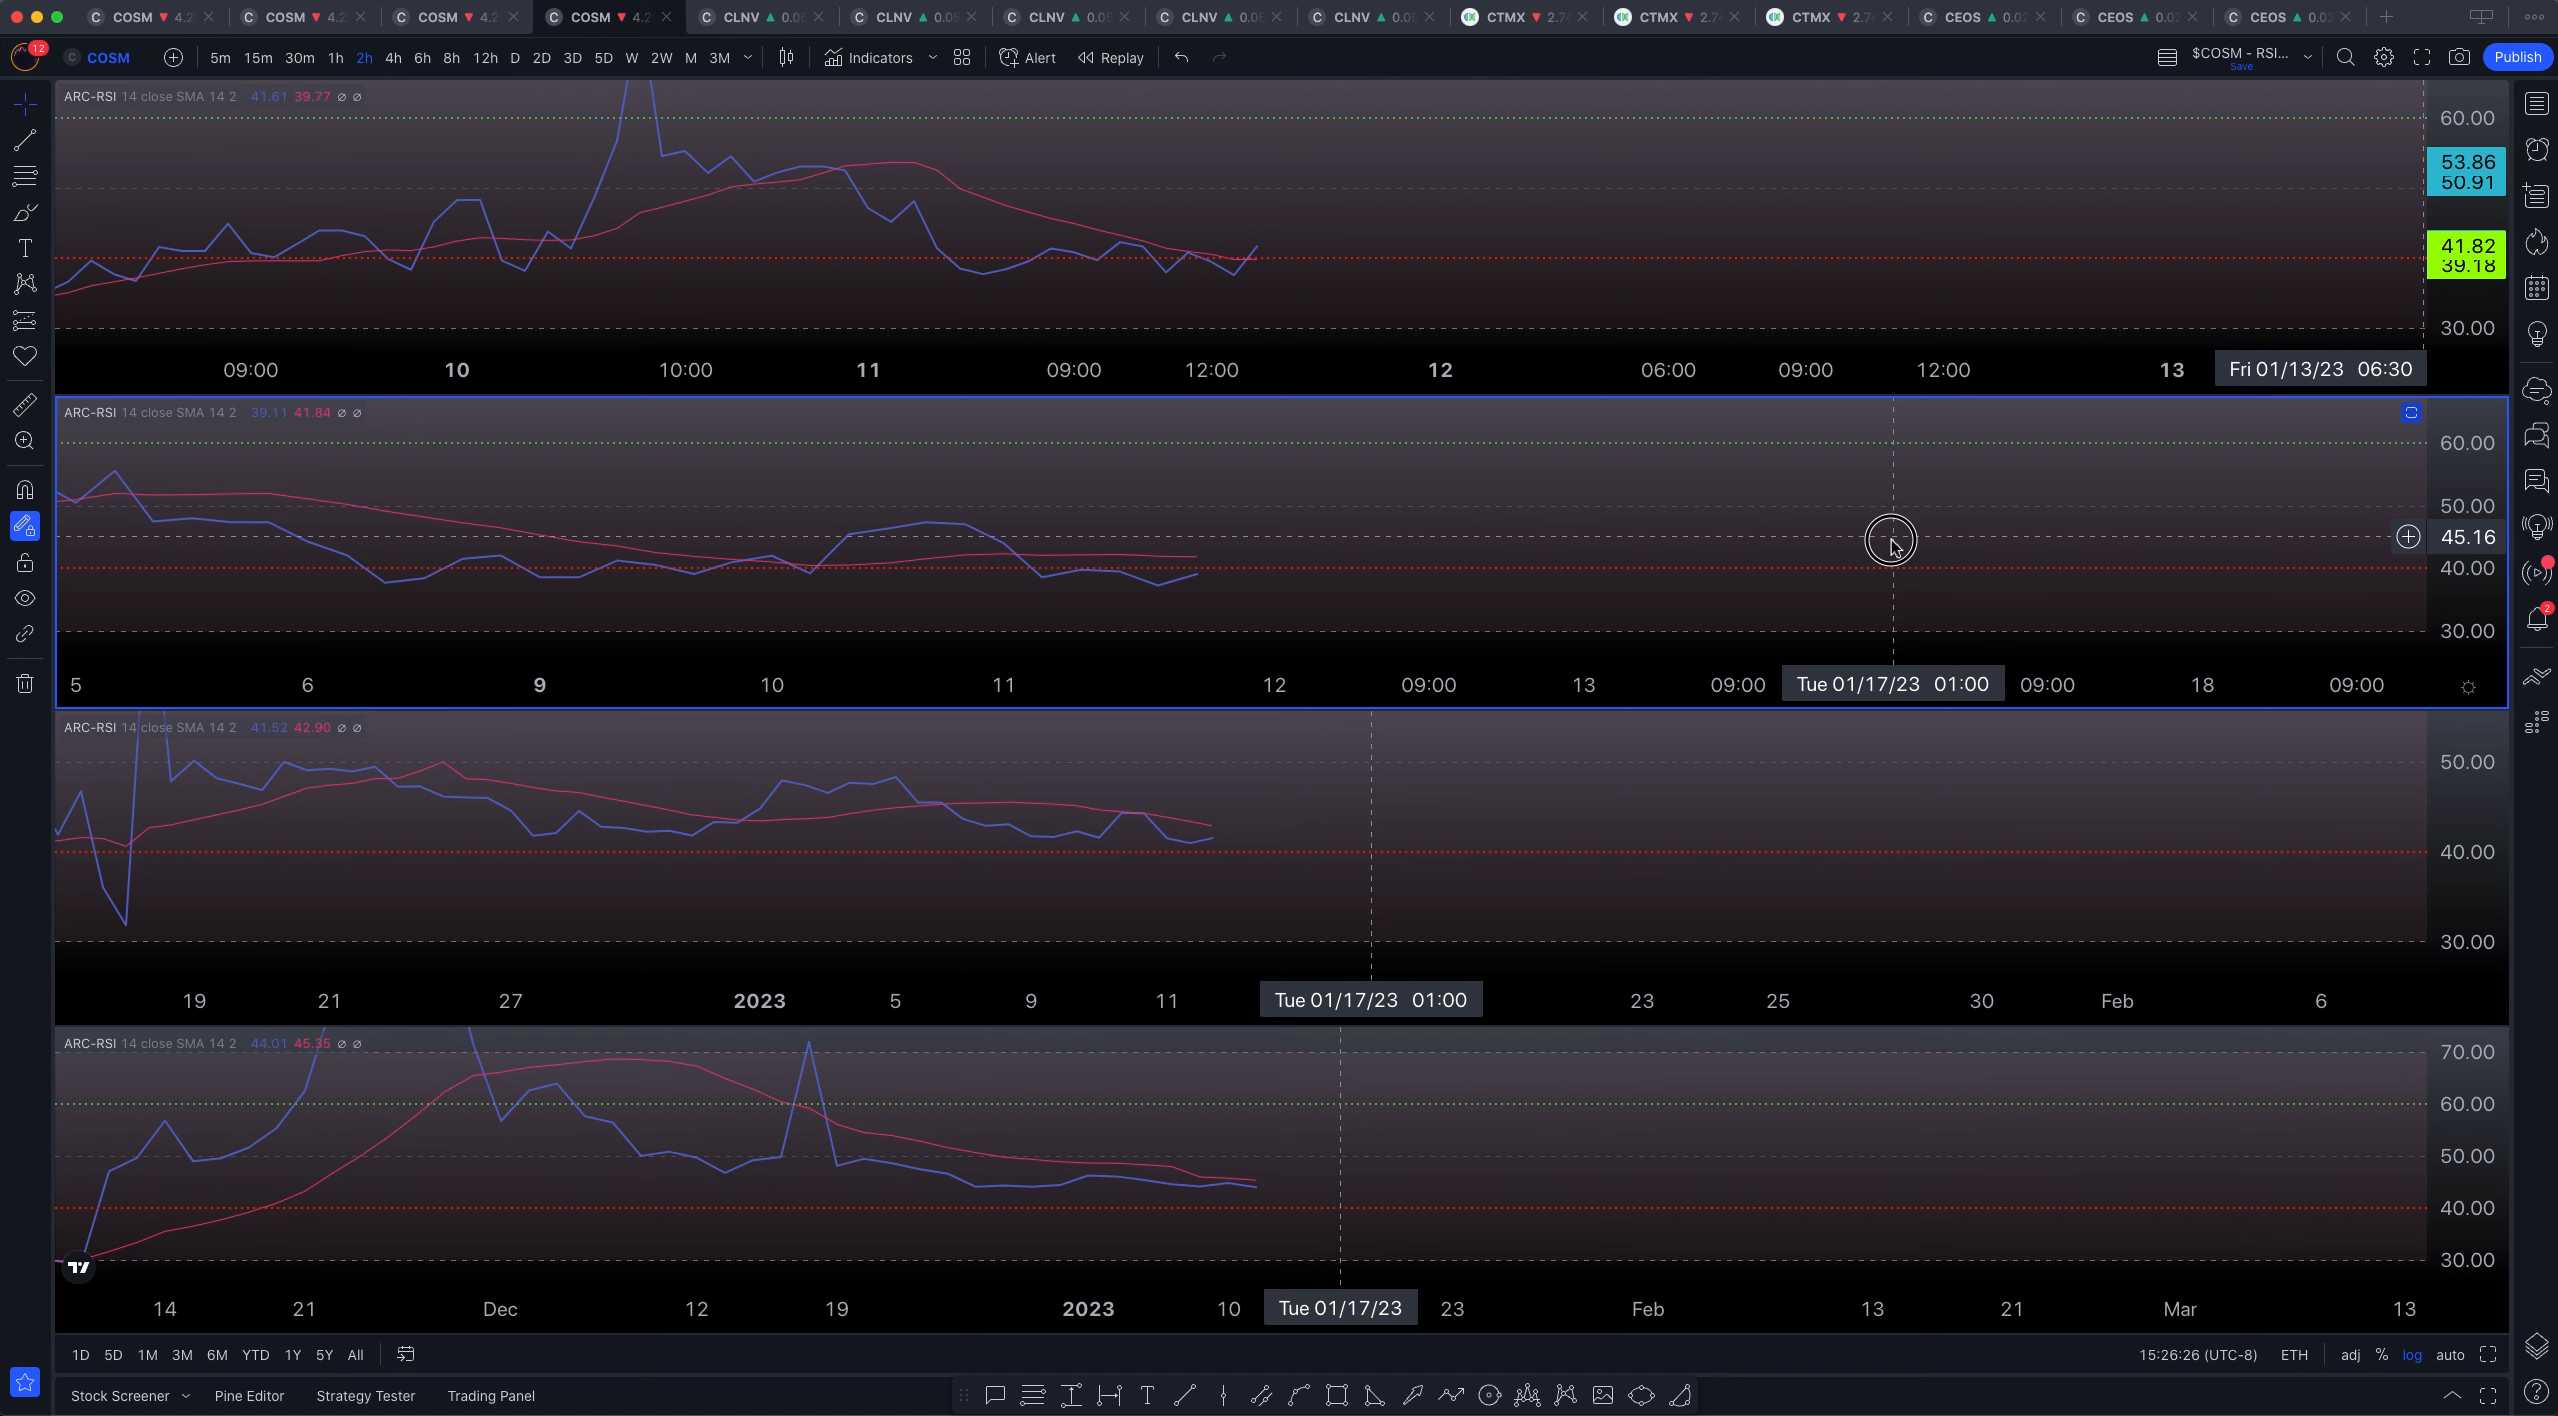 COSM ▼ 4.2 COSM ▼ 4.2 COSM ▼ 4.2 COSM ▼ 4.2 CLNV ▲ 0.0 CLNV ▲ 0.0 CLNV ▲ 0.0 CLNV ▲ 0.0 CLNV ▲ 0.0 CTMX ▼ 2.7 CTMX ▼ 2.7 CTMX ▼ 2.7 CEOS ▲ 0.02 CEOS ▲ 0.02 CEOS ▲ 0.02
12 C COSM 5m 15m 30m 1h 2h 4h 6h 8h 12h D 2D 3D 5D W 2W M 3M Indicators Alert Replay $COSM - RSI... Save Publish
ARC-RSI 14 close SMA 14 2 41.61 39.77 ∅ ∅
60.00
53.86
50.91
41.82
39.18
30.00
09:00 10 10:00 11 09:00 12:00 12 06:00 09:00 12:00 13 Fri 01/13/23 06:30
ARC-RSI 14 close SMA 14 2 39.11 41.84 ∅ ∅
60.00
50.00
45.16
40.00
30.00
5 6 9 10 11 12 09:00 13 09:00 Tue 01/17/23 01:00 09:00 18 09:00
2
ARC-RSI 14 close SMA 14 2 41.52 42.90 ∅ ∅
50.00
40.00
30.00
19 21 27 2023 5 9 11 Tue 01/17/23 01:00 23 25 30 Feb 6
ARC-RSI 14 close SMA 14 2 44.01 45.35 ∅ ∅
70.00
60.00
50.00
40.00
30.00
14 21 Dec 12 19 2023 10 Tue 01/17/23 23 Feb 13 21 Mar 13
1D 5D 1M 3M 6M YTD 1Y 5Y All 15:26:26 (UTC-8) ETH adj % log auto
Stock Screener Pine Editor Strategy Tester Trading Panel